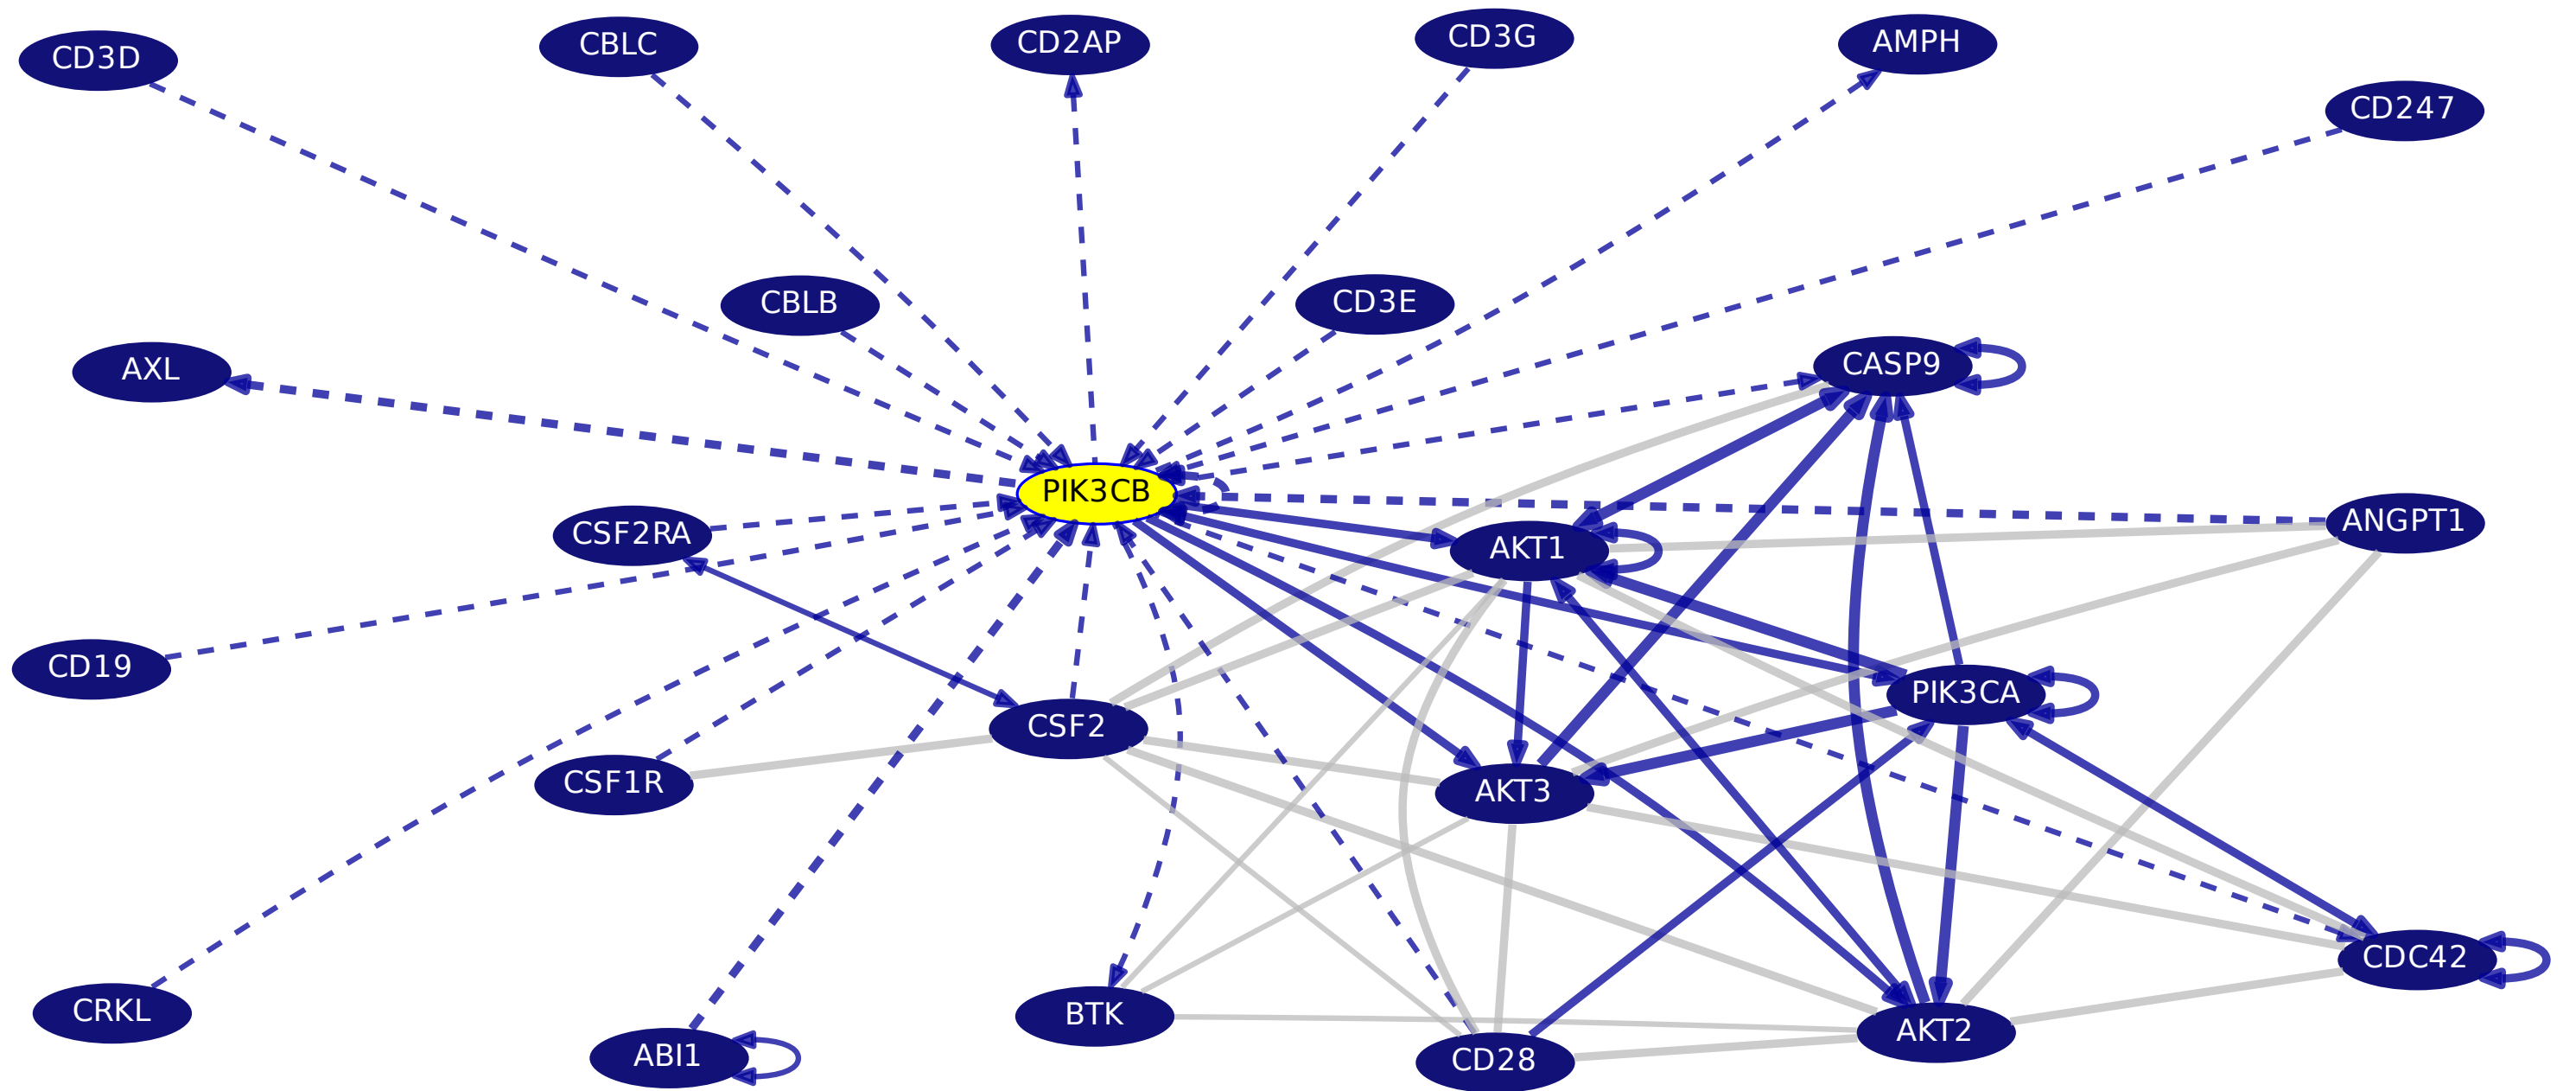 CD3D
CBLC
CD2AP
CD3G
AMPH
CD247
CBLB
CD3E
AXL
CASP9
PIK3CB
CSF2RA
AKT1
ANGPT1
CD19
PIK3CA
CSF2
CSF1R
AKT3
CDC42
CRKL
BTK
AKT2
ABI1
CD28